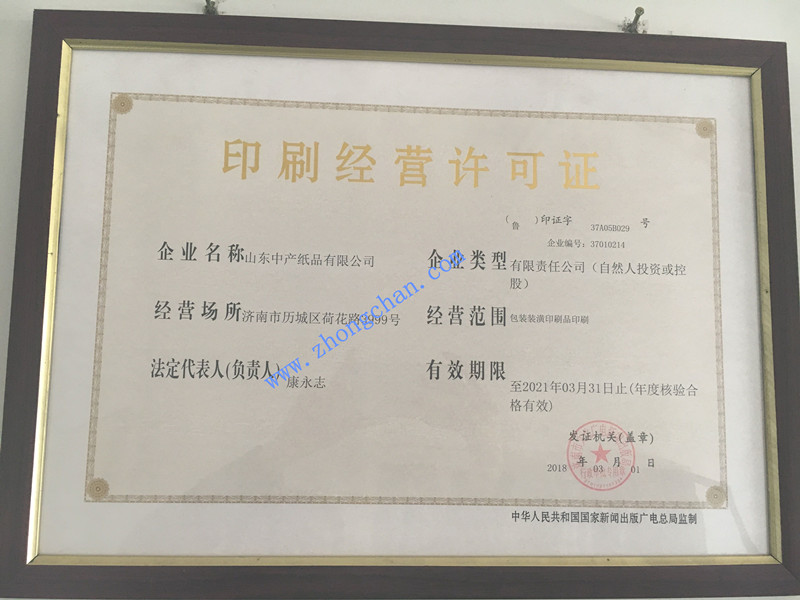 印刷经营许可证
(鲁)印证字 37A05B029 号
企业编号:37010214
企业名称 山东中产纸品有限公司
企业类型 有限责任公司(自然人投资或控
股)
经营场所 济南市历城区荷花路999号
经营范围 包装装潢印刷品印刷
法定代表人(负责人) 康永志
有效期限 至2021年03月31日止(年度核验合
格有效)
发证机关(盖章)
2018 年 03 月 01 日
中华人民共和国国家新闻出版广电总局监制
www.zhongchan.com